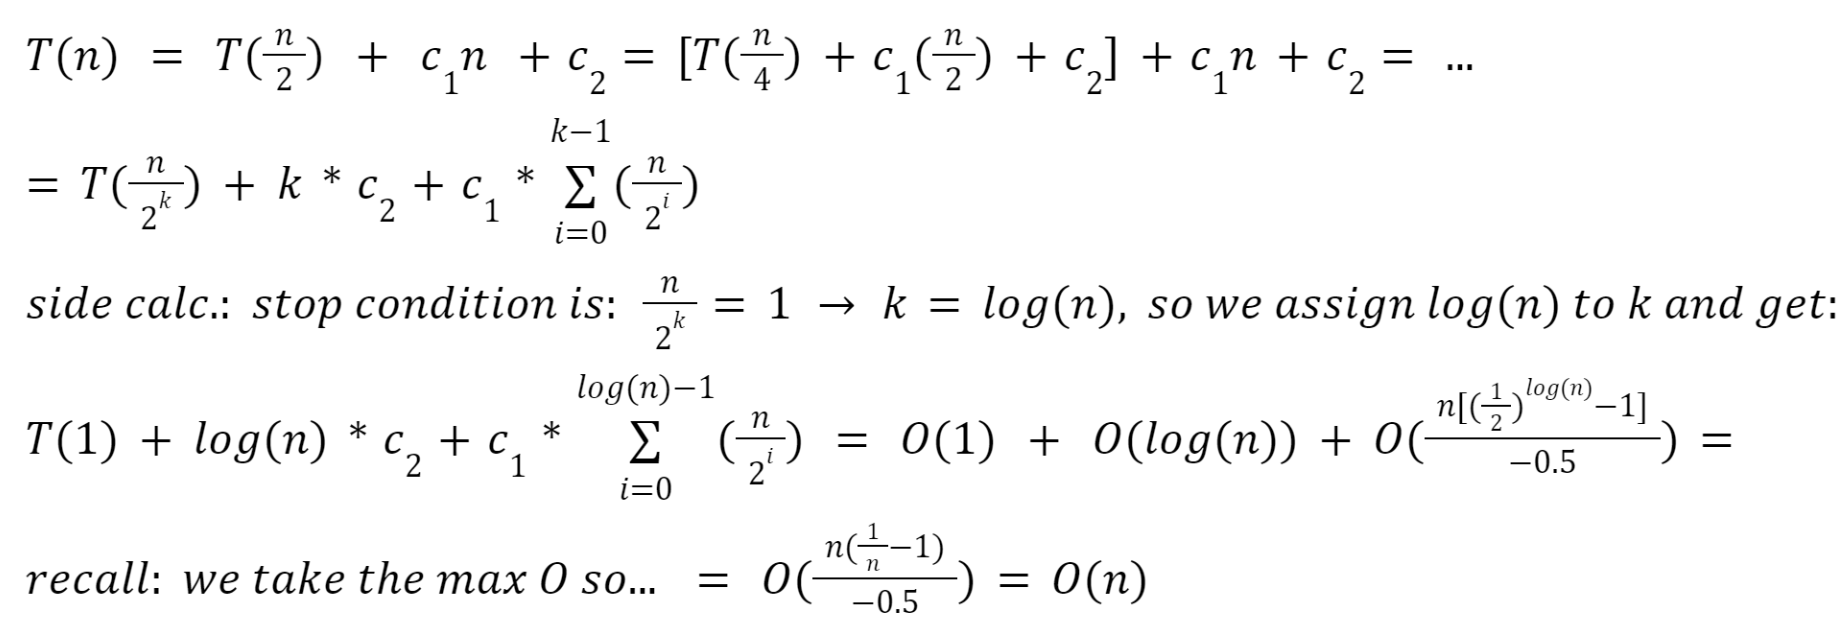 T(n) = T(n/2) + c₁n + c₂ = [T(n/4) + c₁(n/2) + c₂] + c₁n + c₂ = ...
= T(n/2^k) + k * c₂ + c₁ * ∑_{i=0}^{k−1} (n/2^i)
side calc.: stop condition is: n/2^k = 1 → k = log(n), so we assign log(n) to k and get:
T(1) + log(n) * c₂ + c₁ * ∑_{i=0}^{log(n)−1} (n/2^i) = O(1) + O(log(n)) + O(n[(1/2)^{log(n)}−1]/−0.5) =
recall: we take the max O so... = O(n(1/n−1)/−0.5) = O(n)